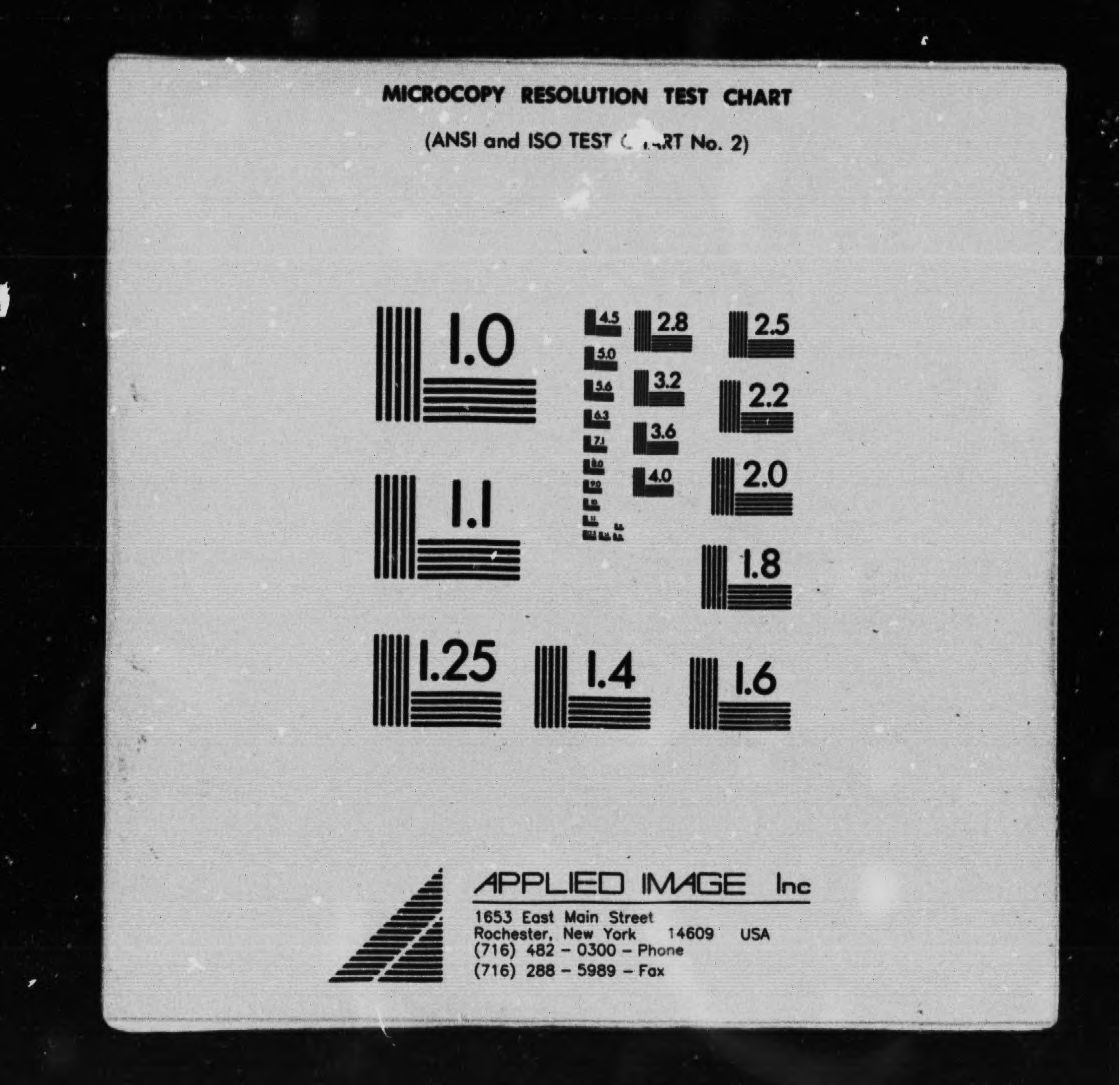 MICROCOPY RESOLUTION TEST CHART
(ANSI and ISO TEST No. 2)
1.0
1.1
1.25
1.4
1.6
1.8
2.0
2.2
2.5
2.8
3.2
3.6
4.0
4.5
5.0
5.6
6.3
7.1
8.0
9.0
APPLIED IMAGE Inc
1653 East Main Street
Rochester, New York 14609 USA
(716) 482 - 0300 - Phone
(716) 288 - 5989 - Fax